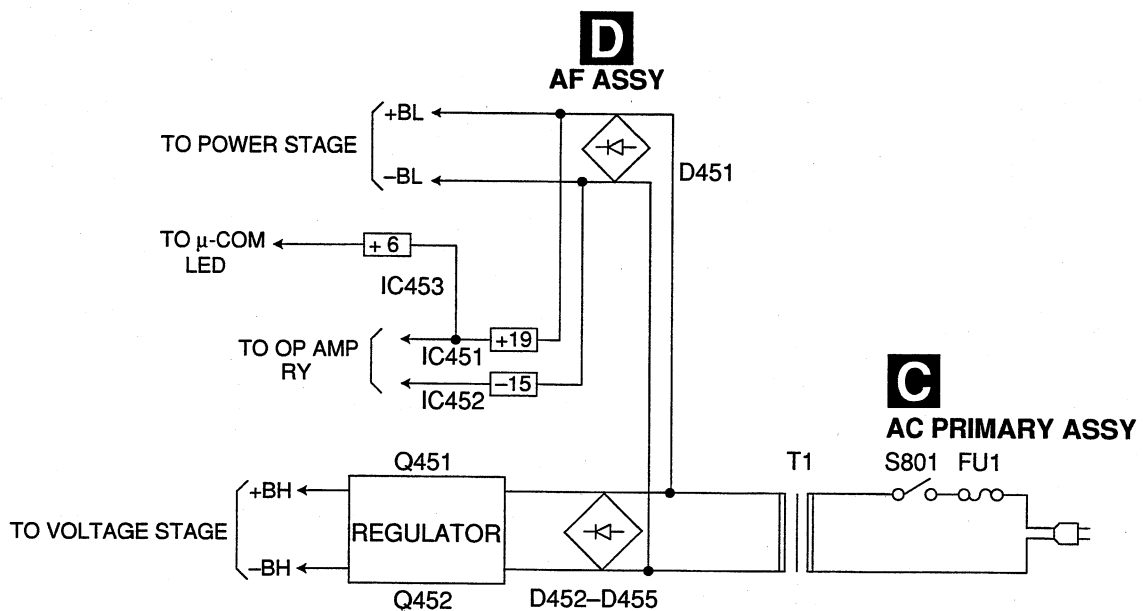 D
AF ASSY
+BL
TO POWER STAGE
–BL
D451
TO μ-COM
LED
+ 6
IC453
TO OP AMP
RY
+19
IC451
–15
IC452
C
AC PRIMARY ASSY
S801 FU1
T1
Q451
+BH
TO VOLTAGE STAGE
REGULATOR
–BH
Q452
D452–D455